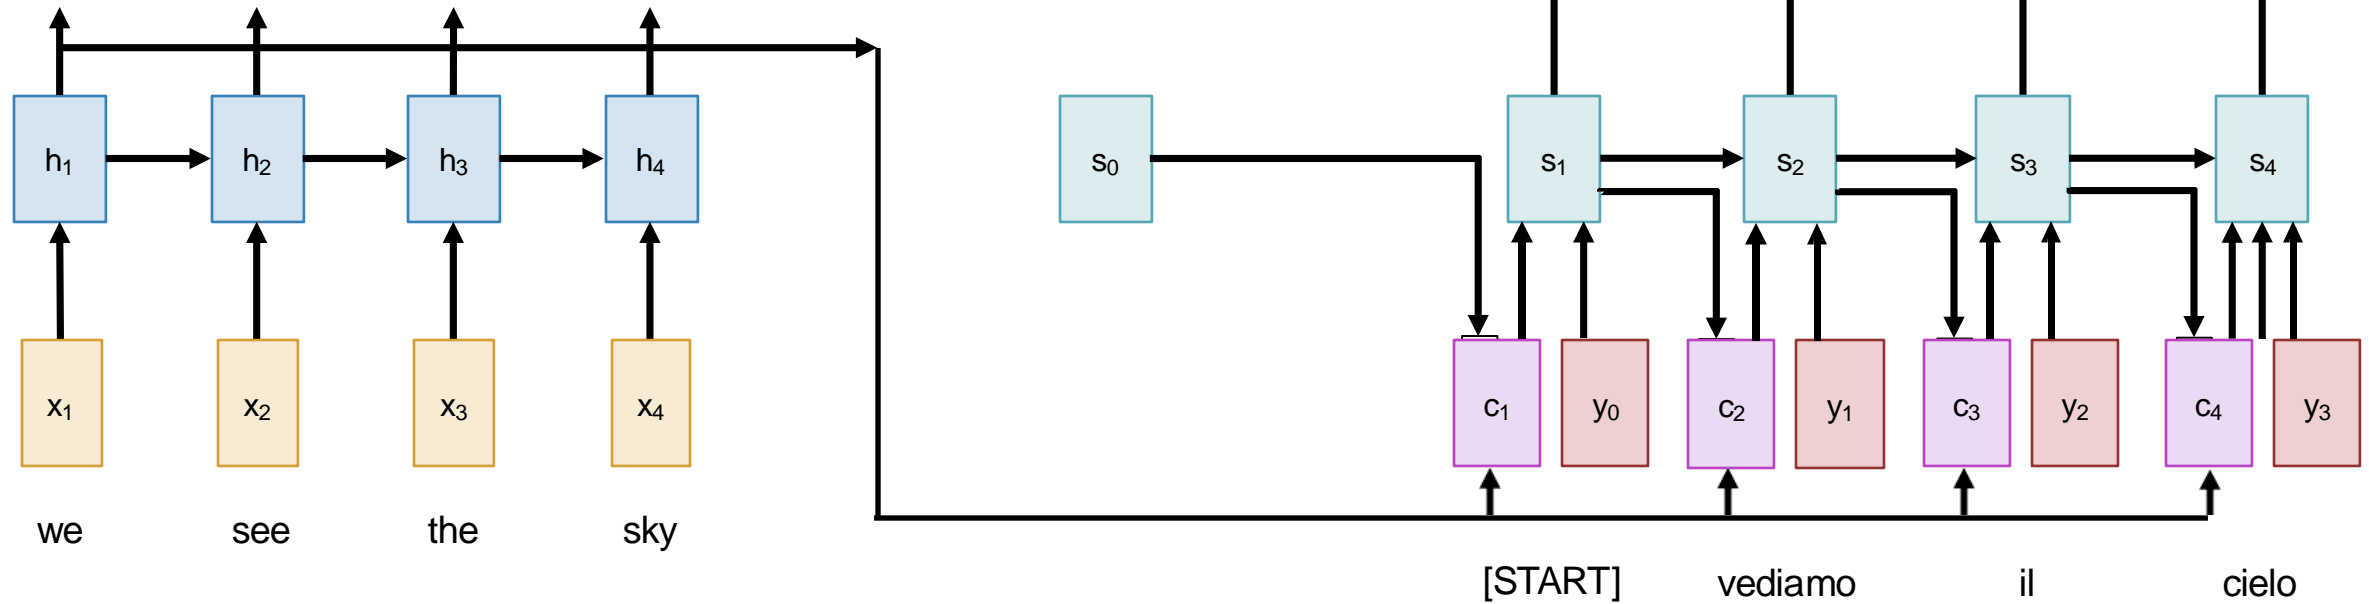 h₁ h₂ h₃ h₄ s₀ s₁ s₂ s₃ s₄
x₁ x₂ x₃ x₄ c₁ y₀ c₂ y₁ c₃ y₂ c₄ y₃
we see the sky
[START] vediamo il cielo